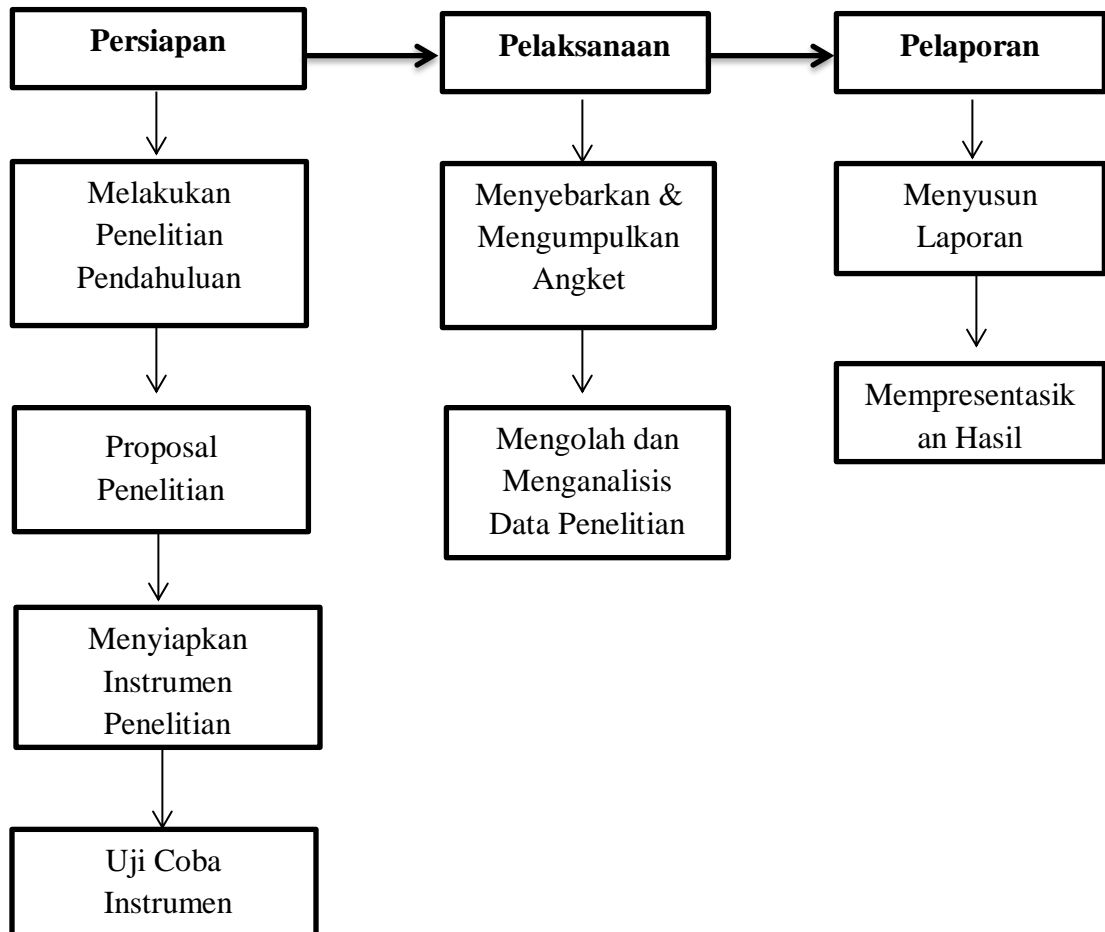 Persiapan
Pelaksanaan
Pelaporan
Melakukan
Penelitian
Pendahuluan
Menyebarkan &
Mengumpulkan
Angket
Menyusun
Laporan
Proposal
Penelitian
Mengolah dan
Menganalisis
Data Penelitian
Mempresentasik
an Hasil
Menyiapkan
Instrumen
Penelitian
Uji Coba
Instrumen